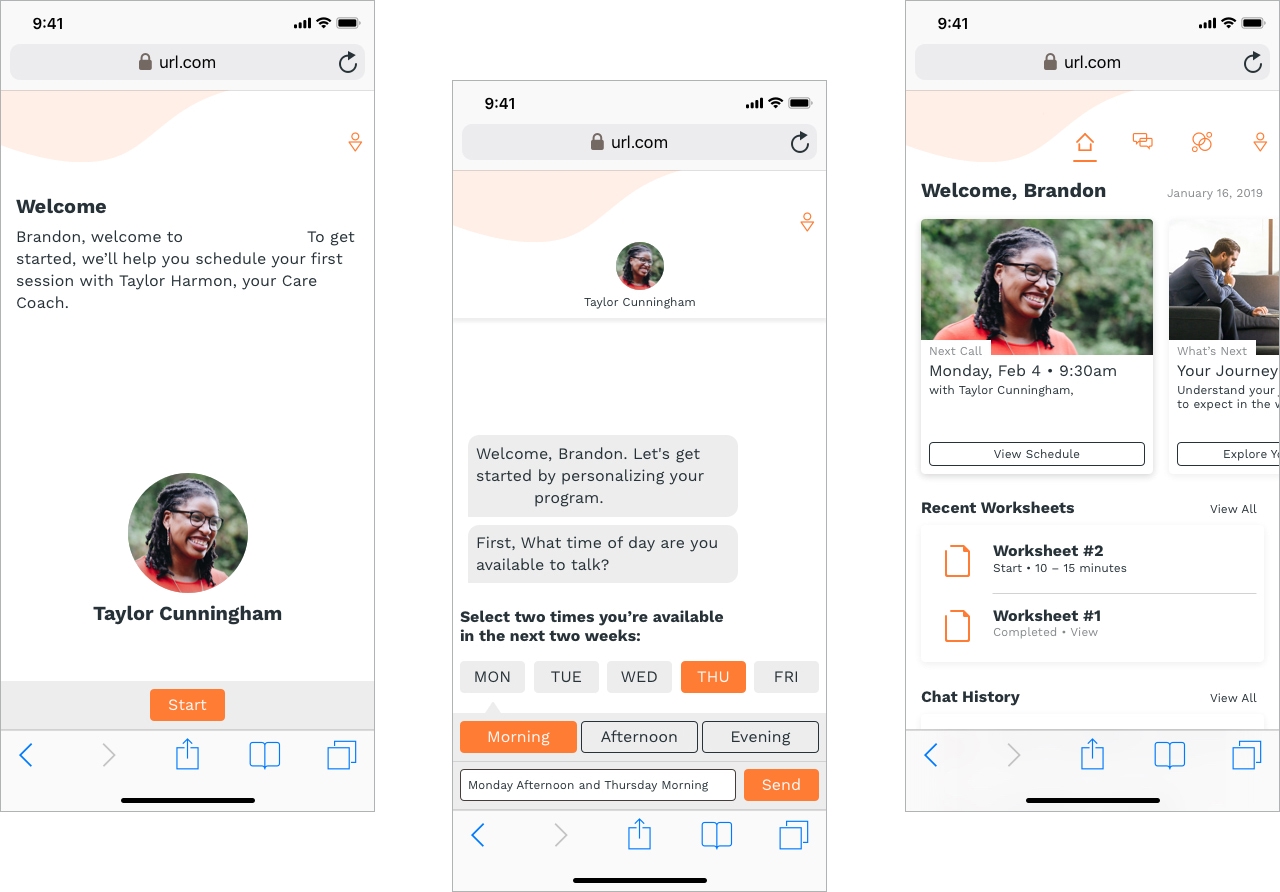 9:41
url.com
Welcome
Brandon, welcome to To get
started, we’ll help you schedule your first
session with Taylor Harmon, your Care
Coach.
Taylor Cunningham
Start
9:41
url.com
Taylor Cunningham
Welcome, Brandon. Let's get
started by personalizing your
program.
First, What time of day are you
available to talk?
Select two times you’re available
in the next two weeks:
MON TUE WED THU FRI
Morning Afternoon Evening
Monday Afternoon and Thursday Morning Send
9:41
url.com
Welcome, Brandon January 16, 2019
Next Call
Monday, Feb 4 • 9:30am
with Taylor Cunningham,
View Schedule
What’s Next
Your Journey
Understand your
to expect in the
Explore
Recent Worksheets View All
Worksheet #2
Start • 10 – 15 minutes
Worksheet #1
Completed • View
Chat History View All